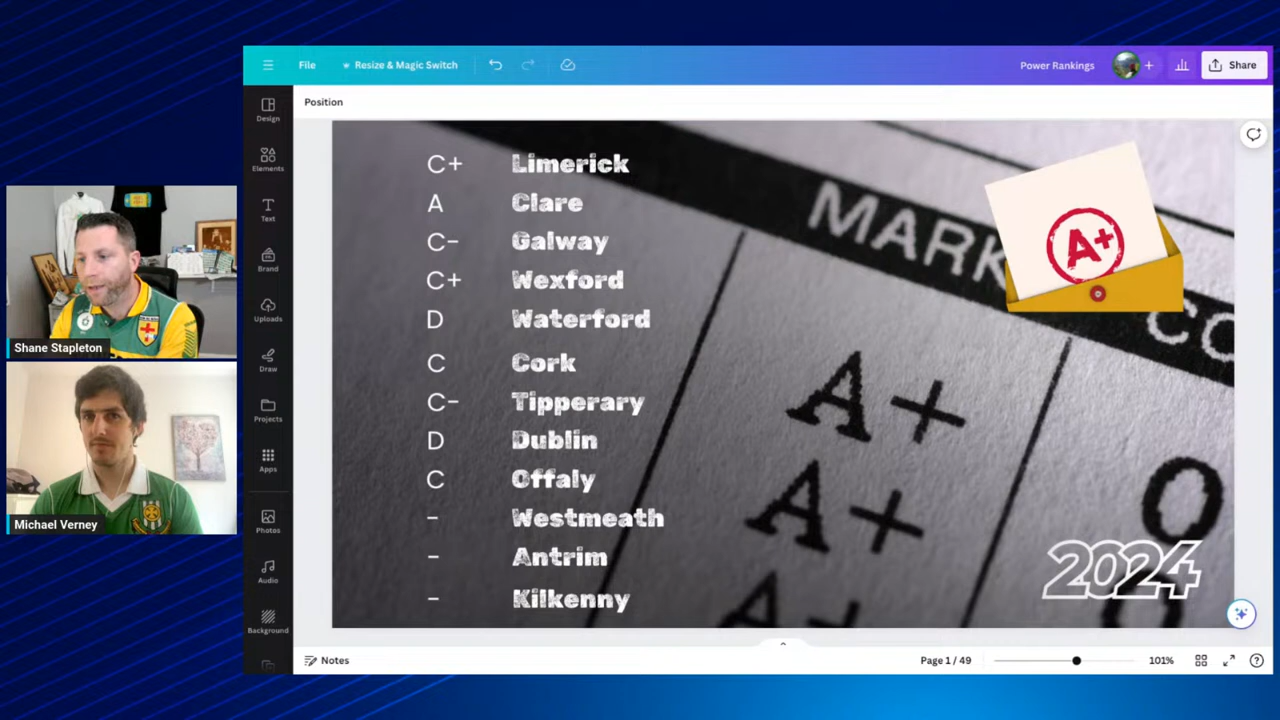 File
Resize & Magic Switch
Power Rankings
Share
Position
Design
Elements
Text
Brand
Uploads
Draw
Projects
Apps
Photos
Audio
Background
C+ Limerick
A Clare
C- Galway
C+ Wexford
D Waterford
C Cork
C- Tipperary
D Dublin
C Offaly
- Westmeath
- Antrim
- Kilkenny
MARK
CO
A+
A+
A+
A+
O
2024
Shane Stapleton
Michael Verney
Notes
Page 1 / 49
101%